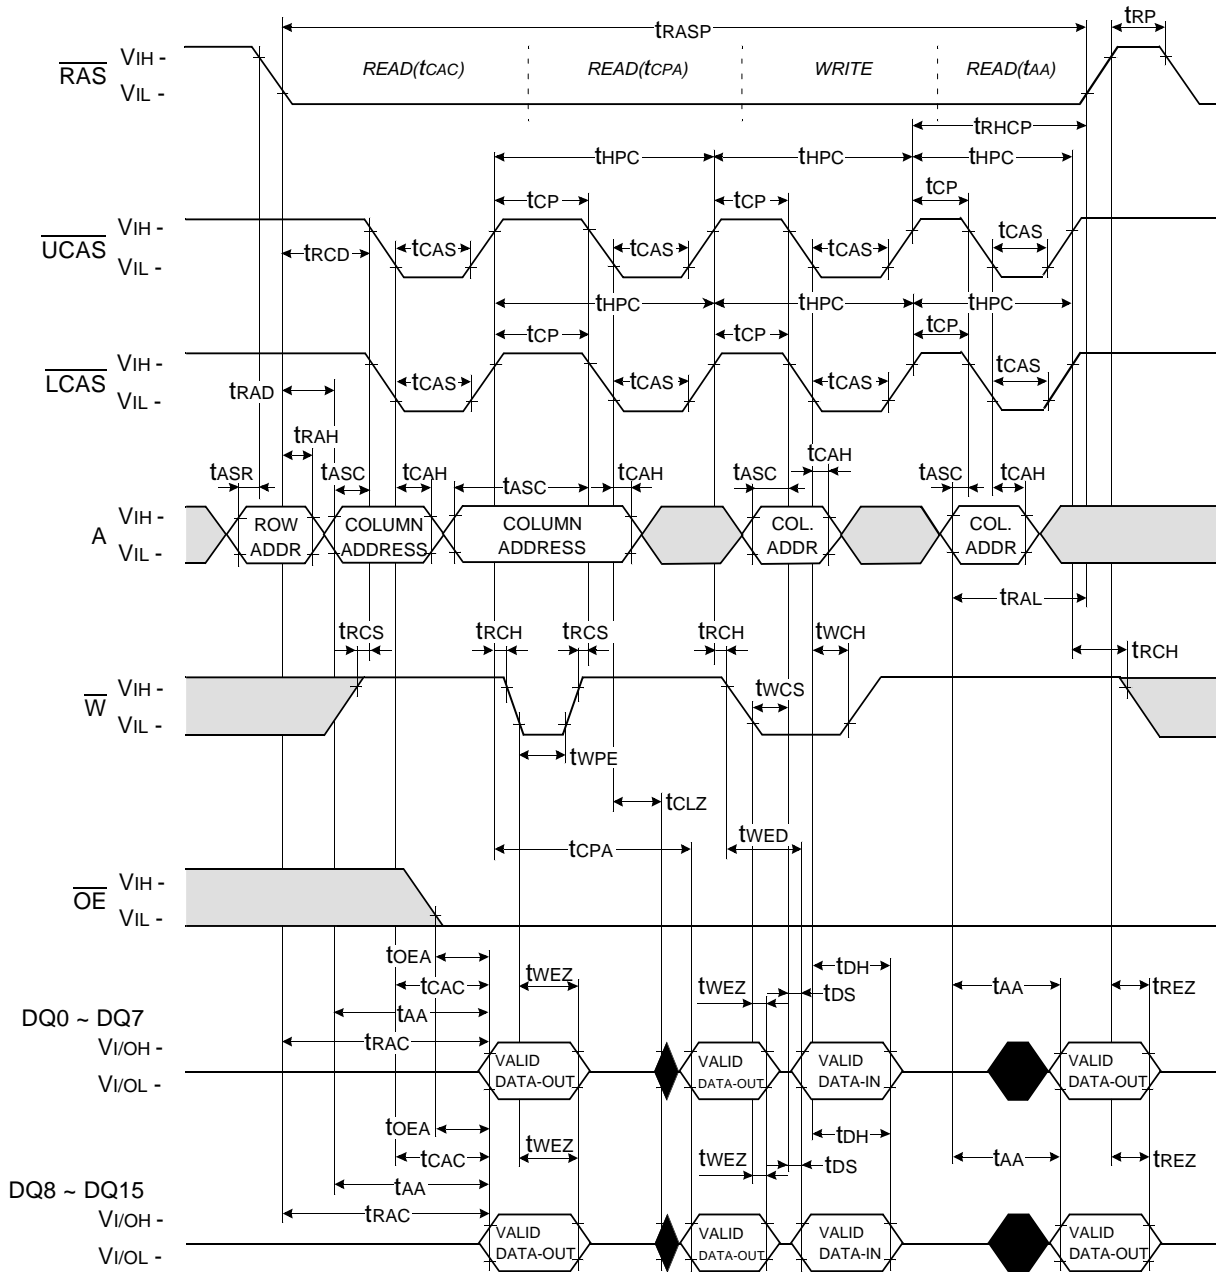 tRASP
tRP
VIH -
RAS
VIL -
READ(tCAC)
READ(tCPA)
WRITE
READ(tAA)
tRHCP
tHPC
tHPC
tHPC
tCP
tCP
tCP
VIH -
UCAS
VIL -
tRCD
tCAS
tCAS
tCAS
tCAS
tHPC
tHPC
tHPC
tCP
tCP
tCP
VIH -
LCAS
VIL -
tCAS
tCAS
tCAS
tCAS
tRAD
tRAH
tASR
tASC
tCAH
tASC
tCAH
tASC
tCAH
tASC
tCAH
VIH -
A
VIL -
ROW
ADDR
COLUMN
ADDRESS
COLUMN
ADDRESS
COL.
ADDR
COL.
ADDR
tRAL
tRCS
tRCH
tRCS
tRCH
tWCH
tRCH
VIH -
W
VIL -
tWCS
tWPE
tCLZ
tWED
tCPA
VIH -
OE
VIL -
tOEA
tWEZ
tWEZ
tDH
tDS
tCAC
tAA
tAA
tREZ
DQ0 ~ DQ7
tRAC
VI/OH -
VI/OL -
VALID
DATA-OUT
VALID
DATA-OUT
VALID
DATA-IN
VALID
DATA-OUT
tOEA
tWEZ
tWEZ
tDH
tDS
tCAC
tAA
tAA
tREZ
DQ8 ~ DQ15
tRAC
VI/OH -
VI/OL -
VALID
DATA-OUT
VALID
DATA-OUT
VALID
DATA-IN
VALID
DATA-OUT